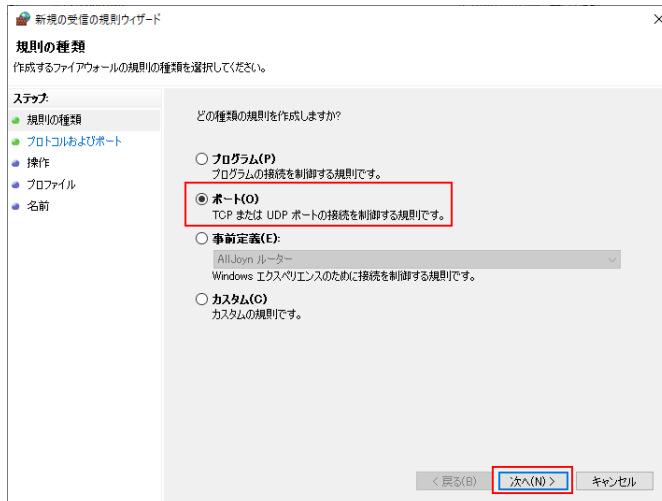 新規の受信の規則ウィザード
規則の種類
作成するファイアウォールの規則の種類を選択してください。
ステップ:
規則の種類
プロトコルおよびポート
操作
プロファイル
名前
どの種類の規則を作成しますか?
プログラム(P)
プログラムの接続を制御する規則です。
ポート(O)
TCP または UDP ポートの接続を制御する規則です。
事前定義(E):
AllJoyn ルーター
Windows エクスペリエンスのために接続を制御する規則です。
カスタム(C)
カスタムの規則です。
< 戻る(B) 次へ(N) > キャンセル